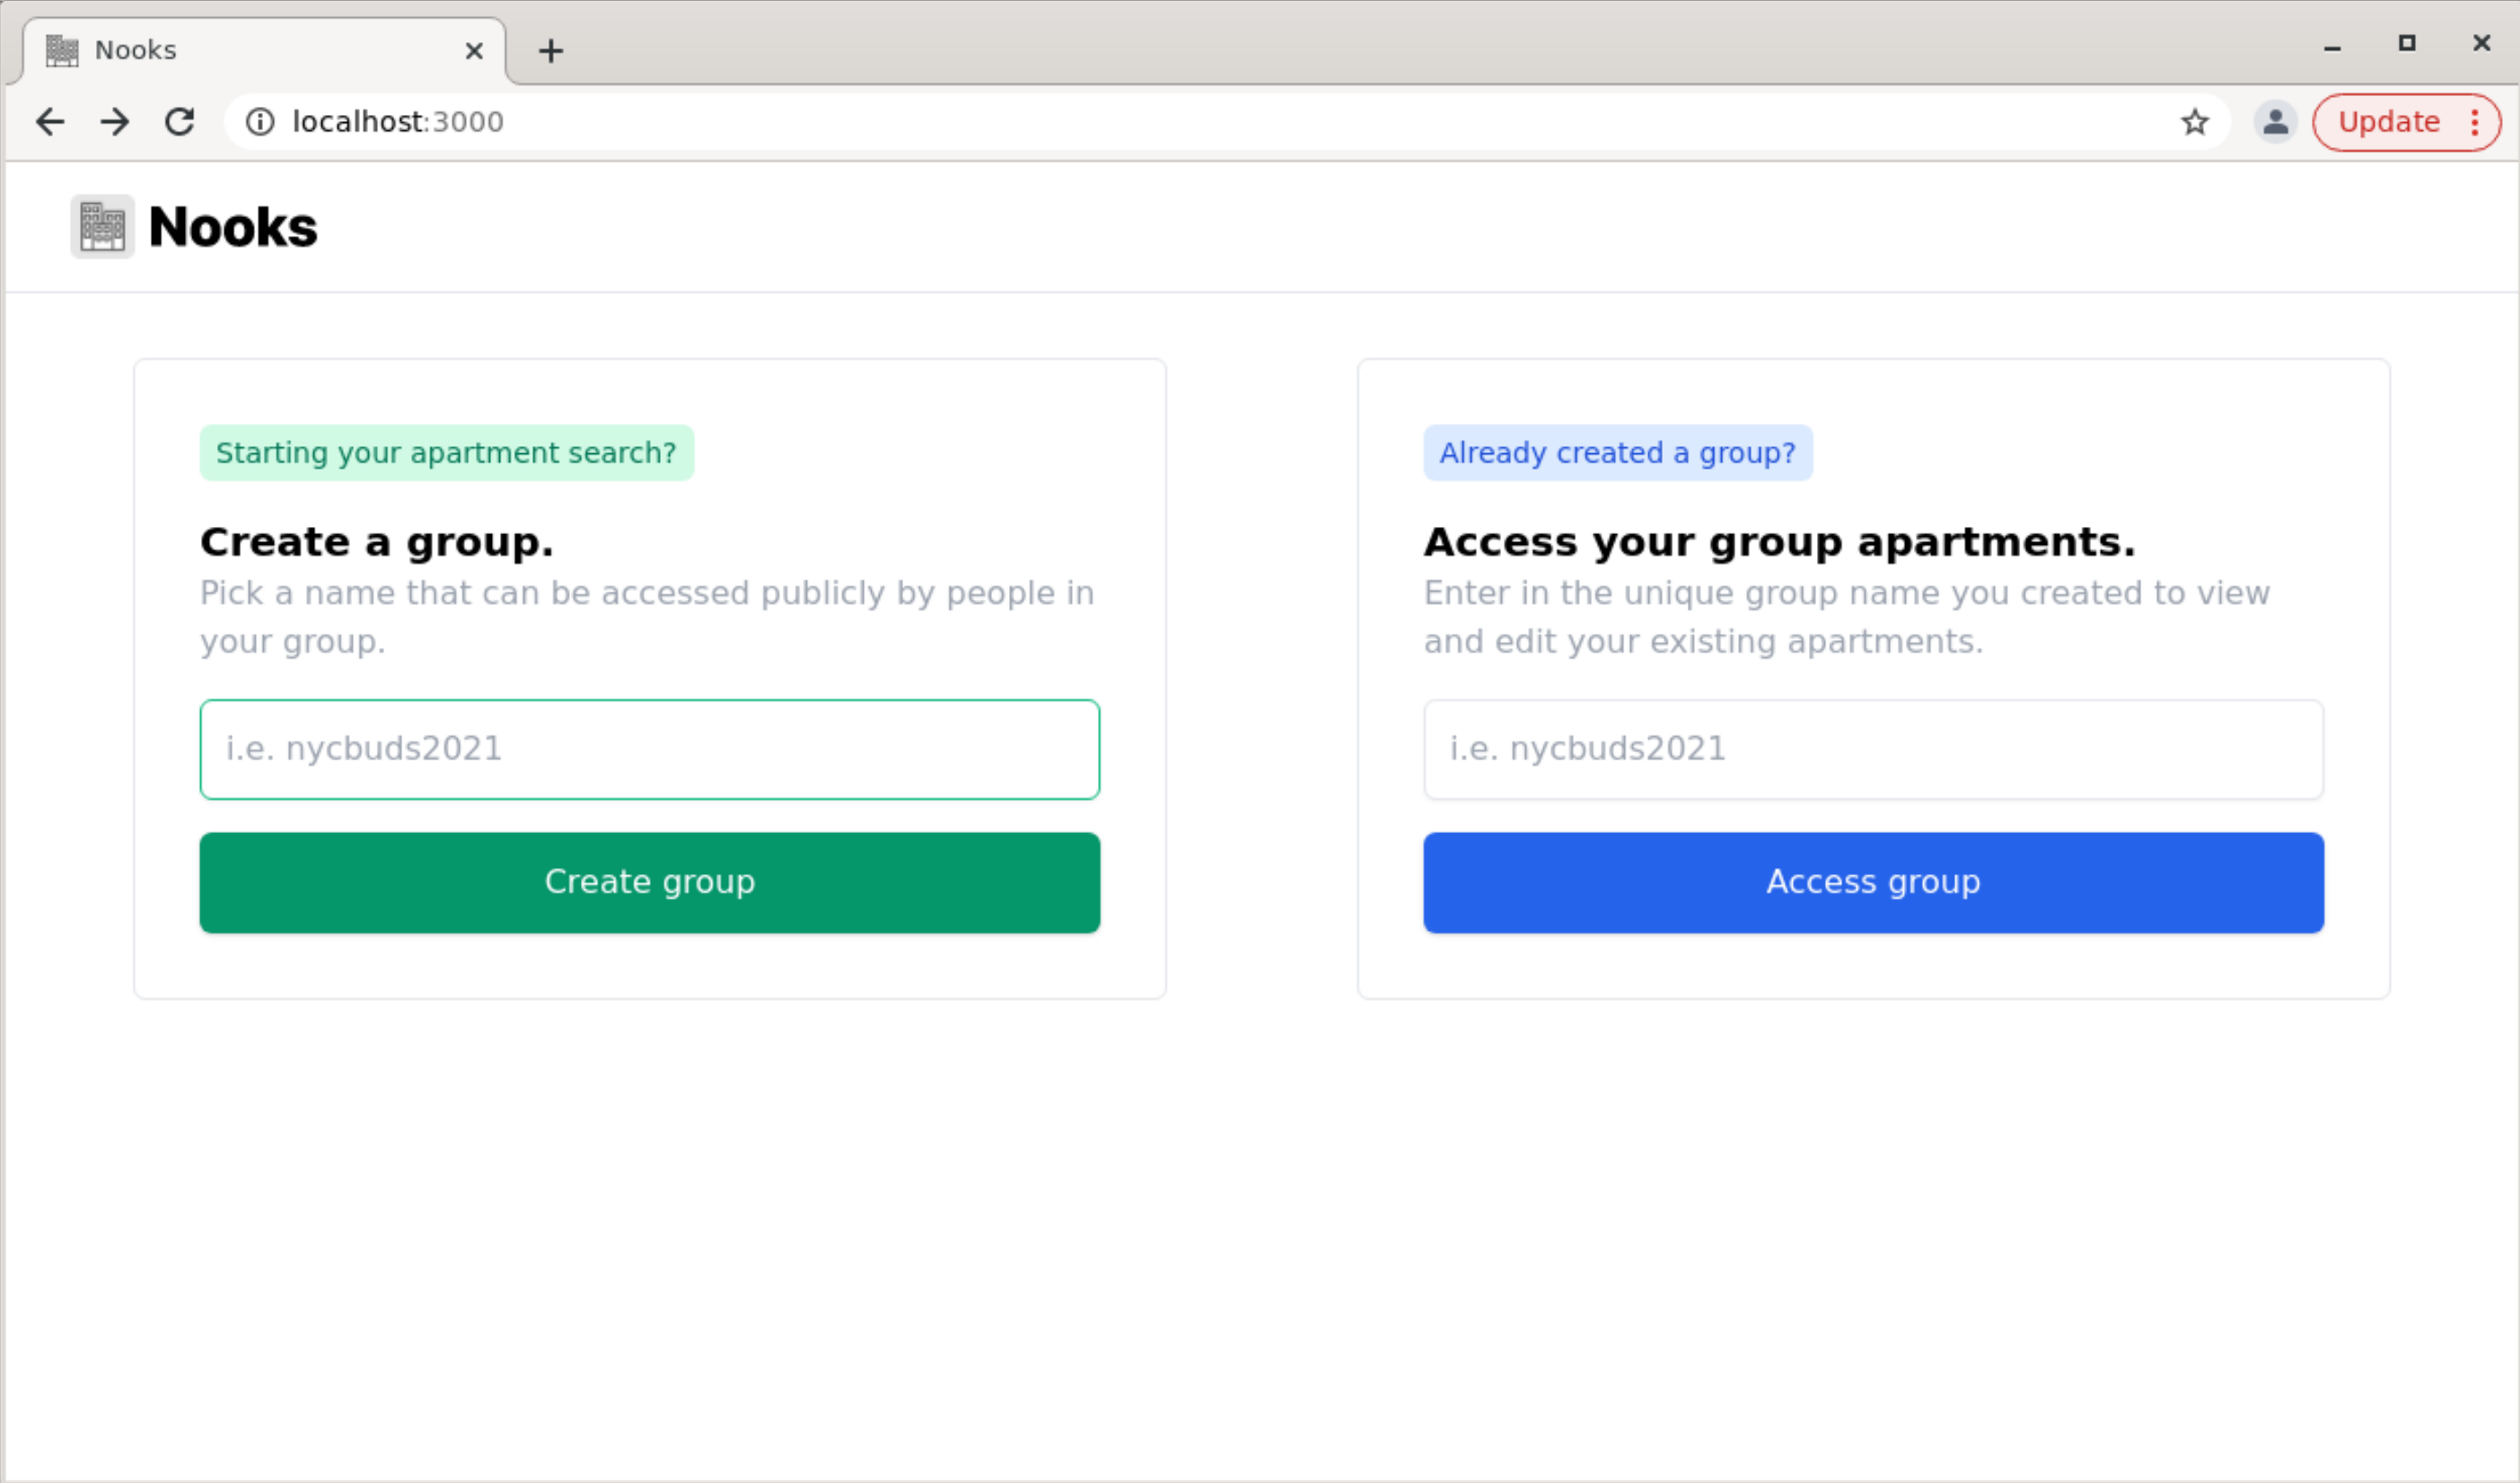 Nooks
localhost:3000
Update
Nooks
Starting your apartment search?
Create a group.
Pick a name that can be accessed publicly by people in
your group.
i.e. nycbuds2021
Create group
Already created a group?
Access your group apartments.
Enter in the unique group name you created to view
and edit your existing apartments.
i.e. nycbuds2021
Access group